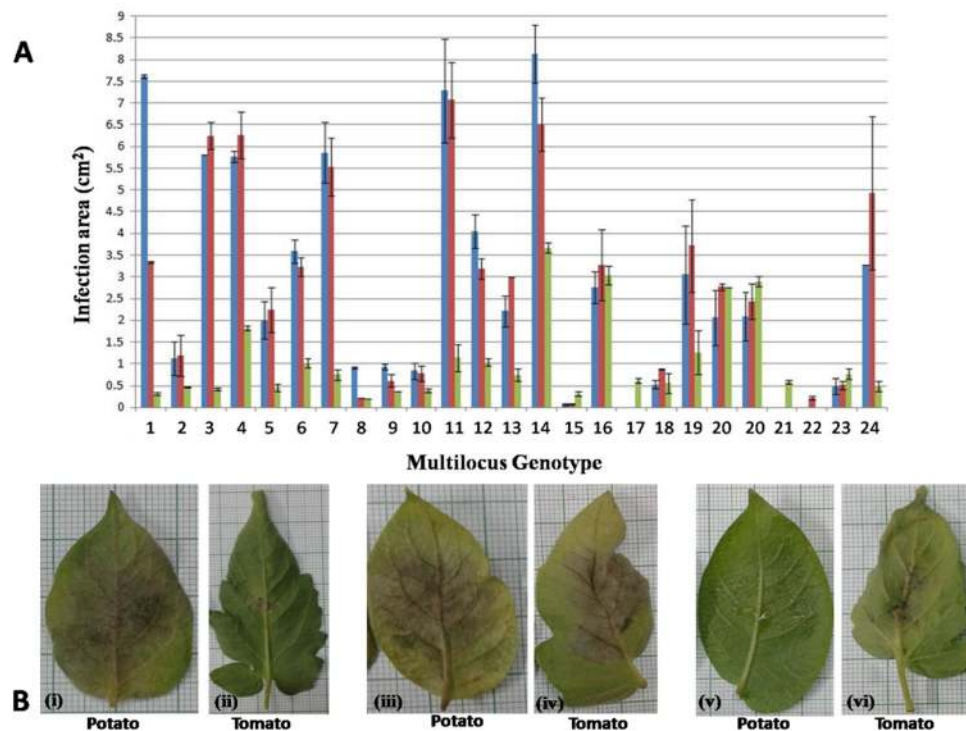 A
Infection area (cm²)
9
8.5
8
7.5
7
6.5
6
5.5
5
4.5
4
3.5
3
2.5
2
1.5
1
0.5
0
1 2 3 4 5 6 7 8 9 10 11 12 13 14 15 16 17 18 19 20 20 21 22 23 24
Multilocus Genotype
B
(i) (ii) (iii) (iv) (v) (vi)
Potato Tomato Potato Tomato Potato Tomato